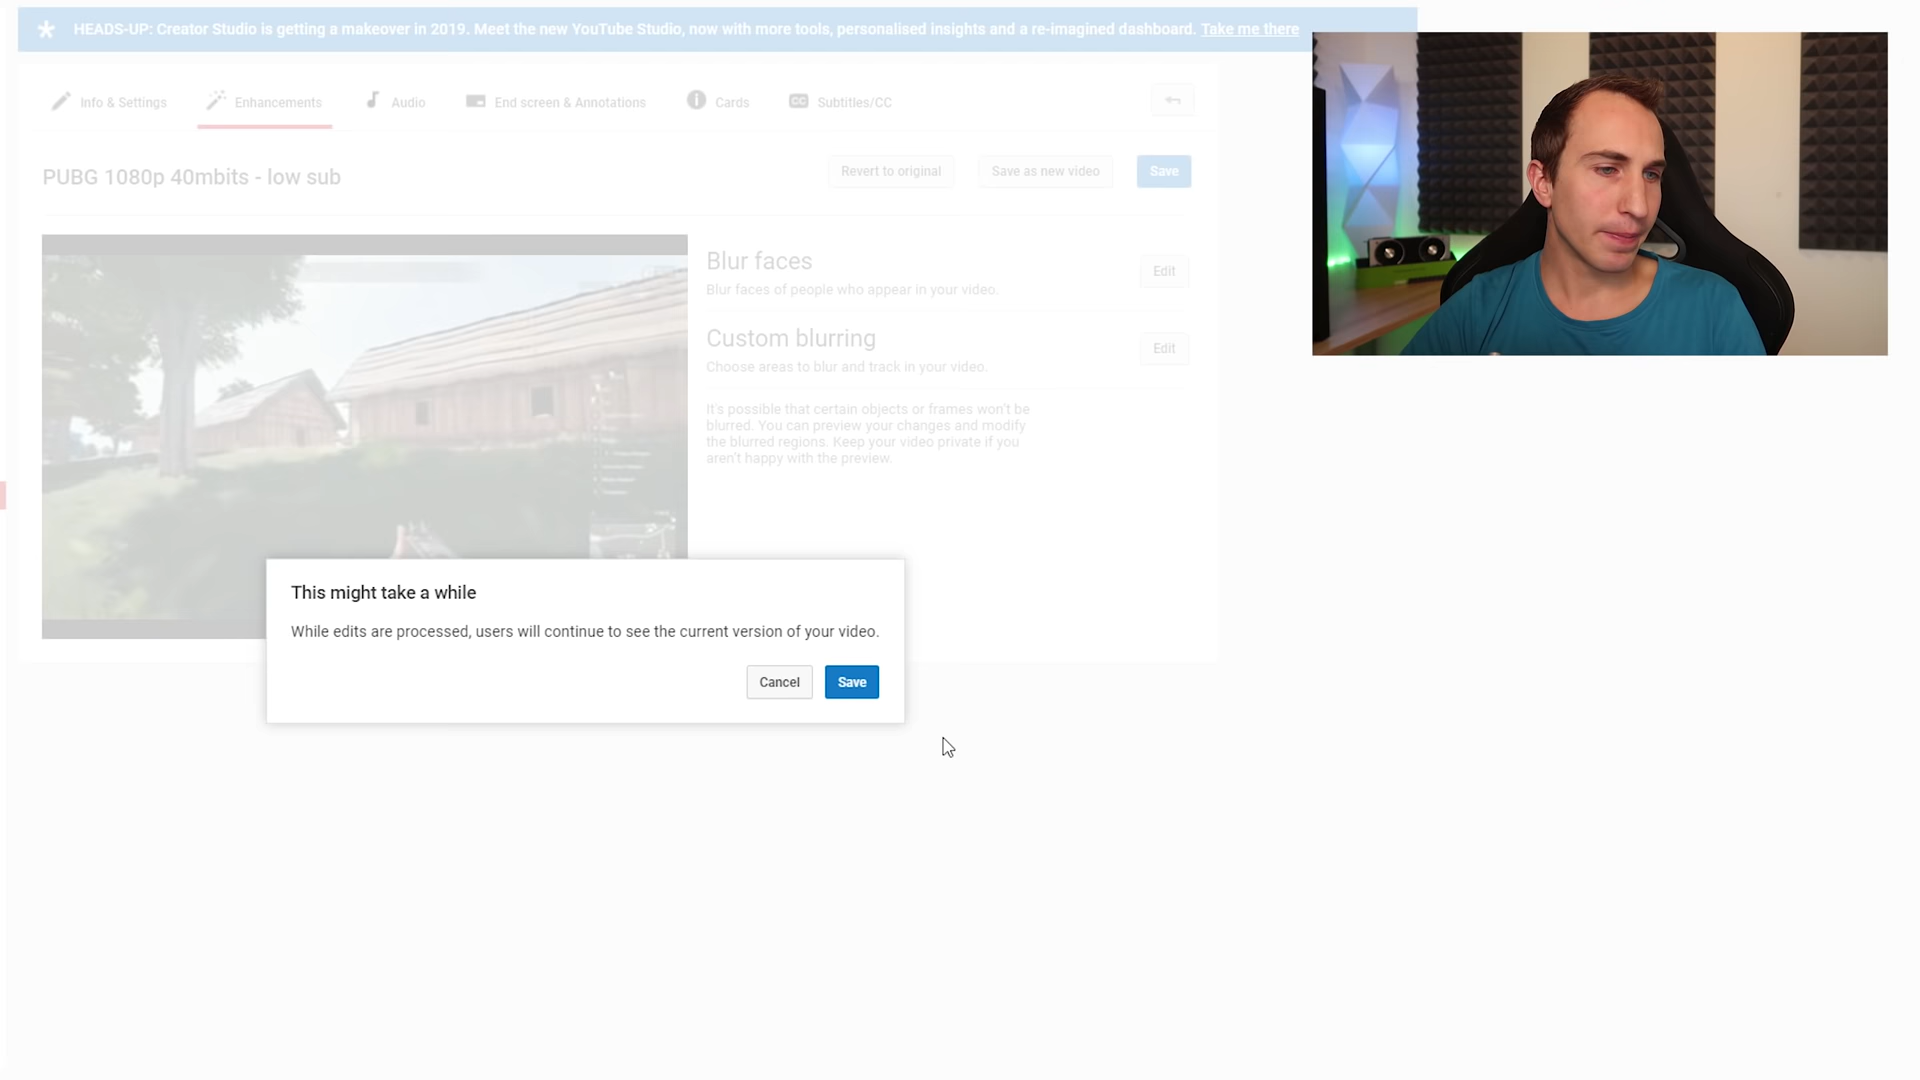 HEADS-UP: Creator Studio is getting a makeover in 2019. Meet the new YouTube Studio, now with more tools, personalised insights and a re-imagined dashboard. Take me there
Info & Settings
Enhancements
Audio
End screen & Annotations
Cards
CC Subtitles/CC
PUBG 1080p 40mbits - low sub
Revert to original
Save as new video
Save
Blur faces
Edit
Blur faces of people who appear in your video.
Custom blurring
Edit
Choose areas to blur and track in your video.
It's possible that certain objects or frames won't be
blurred. You can preview your changes and modify
the blurred regions. Keep your video private if you
aren't happy with the preview.
This might take a while
While edits are processed, users will continue to see the current version of your video.
Cancel
Save